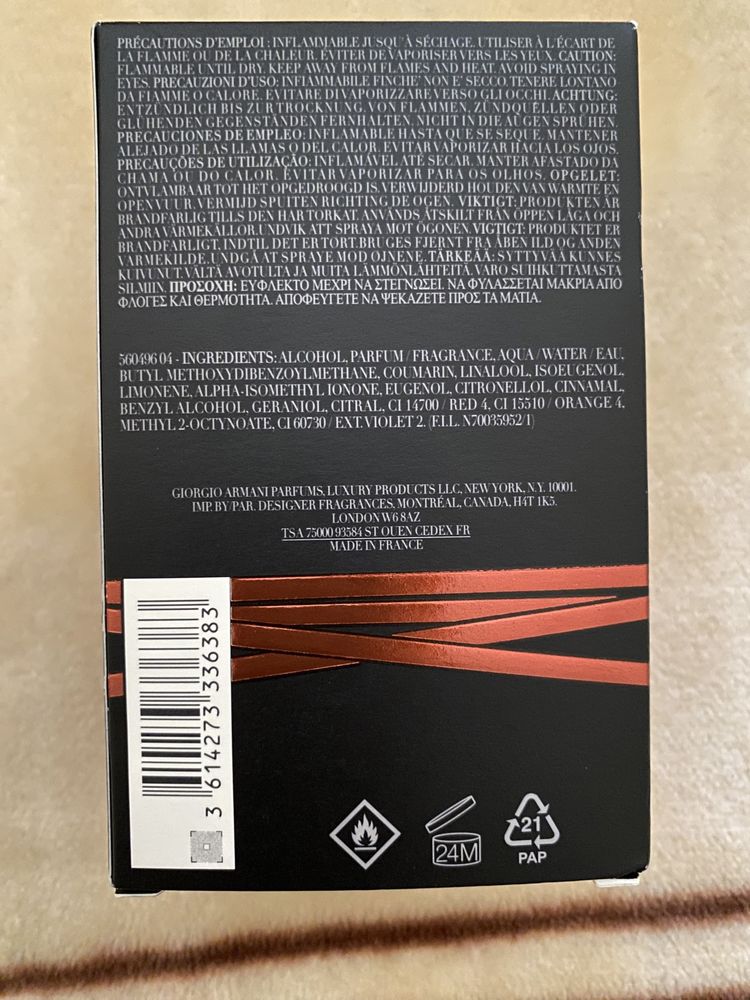 PRÉCAUTIONS D'EMPLOI : INFLAMMABLE JUSQU'À SÉCHAGE. UTILISER À L'ÉCART DE
LA FLAMME OU DE LA CHALEUR. ÉVITER DE VAPORISER VERS LES YEUX. CAUTION:
FLAMMABLE UNTIL DRY. KEEP AWAY FROM FLAMES AND HEAT. AVOID SPRAYING IN
EYES. PRECAUZIONI D'USO: INFIAMMABILE FINCHE' NON E' SECCO. TENERE LONTANO
DA FIAMME O CALORE. EVITARE DI VAPORIZZARE VERSO GLI OCCHI. ACHTUNG:
ENTZÜNDLICH BIS ZUR TROCKNUNG, VON FLAMMEN, ZÜNDQUELLEN ODER
GLÜHENDEN GEGENSTÄNDEN FERNHALTEN. NICHT IN DIE AUGEN SPRÜHEN.
PRECAUCIONES DE EMPLEO: INFLAMABLE HASTA QUE SE SEQUE. MANTENER
ALEJADO DE LAS LLAMAS O DEL CALOR. EVITAR VAPORIZAR HACIA LOS OJOS.
PRECAUÇÕES DE UTILIZAÇÃO: INFLAMÁVEL ATÉ SECAR. MANTER AFASTADO DA
CHAMA OU DO CALOR. EVITAR VAPORIZAR PARA OS OLHOS. OPGELET:
ONTVLAMBAAR TOT HET OPGEDROOGD IS. VERWIJDERD HOUDEN VAN WARMTE EN
OPEN VUUR. VERMIJD SPUITEN RICHTING DE OGEN. VIKTIGT: PRODUKTEN ÄR
BRANDFARLIG TILLS DEN HAR TORKAT. ANVÄNDS ÅTSKILT FRÅN ÖPPEN LÅGA OCH
ANDRA VÄRMEKÄLLOR. UNDVIK ATT SPRAYA MOT ÖGONEN. VIGTIGT: PRODUKTET ER
BRANDFARLIGT, INDTIL DET ER TØRT. BRUGES FJERNT FRA ÅBEN ILD OG ANDEN
VARMEKILDE. UNDGÅ AT SPRAYE MOD ØJNENE. TÄRKEÄÄ: SYTTYVÄÄ KUNNES
KUIVUNUT. VÄLTÄ AVOTULTA JA MUITA LÄMMÖNLÄHTEITÄ. VARO SUIHKUTTAMASTA
SILMIIN. ΠΡΟΣΟΧΗ: ΕΥΦΛΕΚΤΟ ΜΕΧΡΙ ΝΑ ΣΤΕΓΝΩΣΕΙ. ΝΑ ΦΥΛΑΣΣΕΤΑΙ ΜΑΚΡΙΑ ΑΠΟ
ΦΛΟΓΕΣ ΚΑΙ ΘΕΡΜΟΤΗΤΑ. ΑΠΟΦΕΥΓΕΤΕ ΝΑ ΨΕΚΑΖΕΤΕ ΠΡΟΣ ΤΑ ΜΑΤΙΑ.
560496 04 - INGREDIENTS: ALCOHOL, PARFUM / FRAGRANCE, AQUA / WATER / EAU,
BUTYL METHOXYDIBENZOYLMETHANE, COUMARIN, LINALOOL, ISOEUGENOL,
LIMONENE, ALPHA-ISOMETHYL IONONE, EUGENOL, CITRONELLOL, CINNAMAL,
BENZYL ALCOHOL, GERANIOL, CITRAL, CI 14700 / RED 4, CI 15510 / ORANGE 4,
METHYL 2-OCTYNOATE, CI 60730 / EXT. VIOLET 2. (F.I.L. N70035952/1)
GIORGIO ARMANI PARFUMS, LUXURY PRODUCTS LLC, NEW YORK, N.Y. 10001.
IMP. BY/PAR. DESIGNER FRAGRANCES, MONTRÉAL, CANADA, H4T 1K5.
LONDON W6 8AZ
TSA 75000 93584 ST OUEN CEDEX FR
MADE IN FRANCE
3 614273 336383
24M
21
PAP